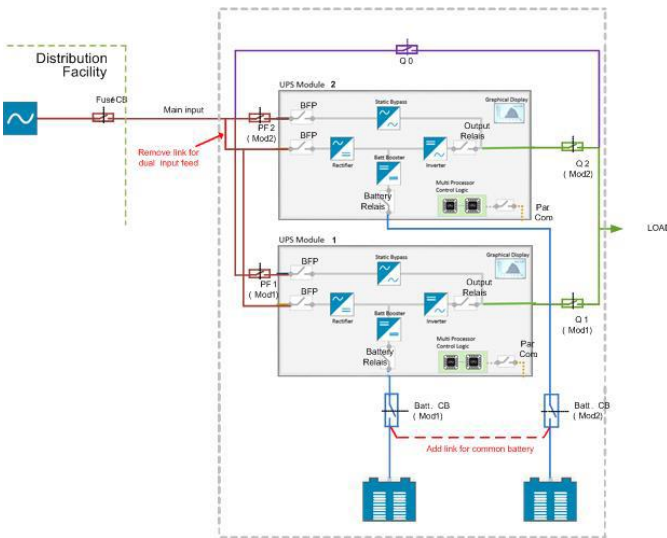 Distribution
Facility
Fuse CB
Main input
Remove link for
dual input feed
Q 0
UPS Module 2
BFP
Static Bypass
Graphical Display
PF 2
( Mod2)
BFP
Output
Relais
Rectifier
Batt Booster
Inverter
Battery
Relais
Multi Processor
Control Logic
Par
Com
Q 2
( Mod2)
LOAD
UPS Module 1
BFP
Static Bypass
Graphical Display
PF 1
( Mod1)
BFP
Output
Relais
Rectifier
Batt Booster
Inverter
Battery
Relais
Multi Processor
Control Logic
Par
Com
Q 1
( Mod1)
Batt. CB
( Mod1)
Batt. CB
( Mod2)
Add link for common battery